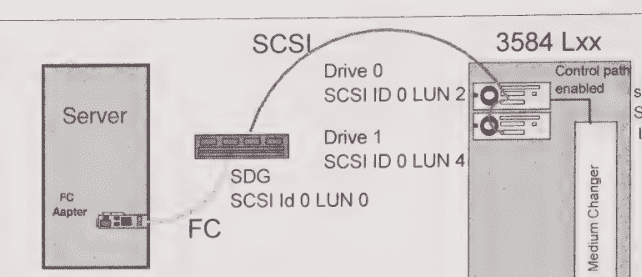 SCSI
3584 Lxx
Drive 0
SCSI ID 0 LUN 2
Control path
enabled
Server
Drive 1
SCSI ID 0 LUN 4
SDG
SCSI Id 0 LUN 0
FC
Aapter
FC
Medium Changer